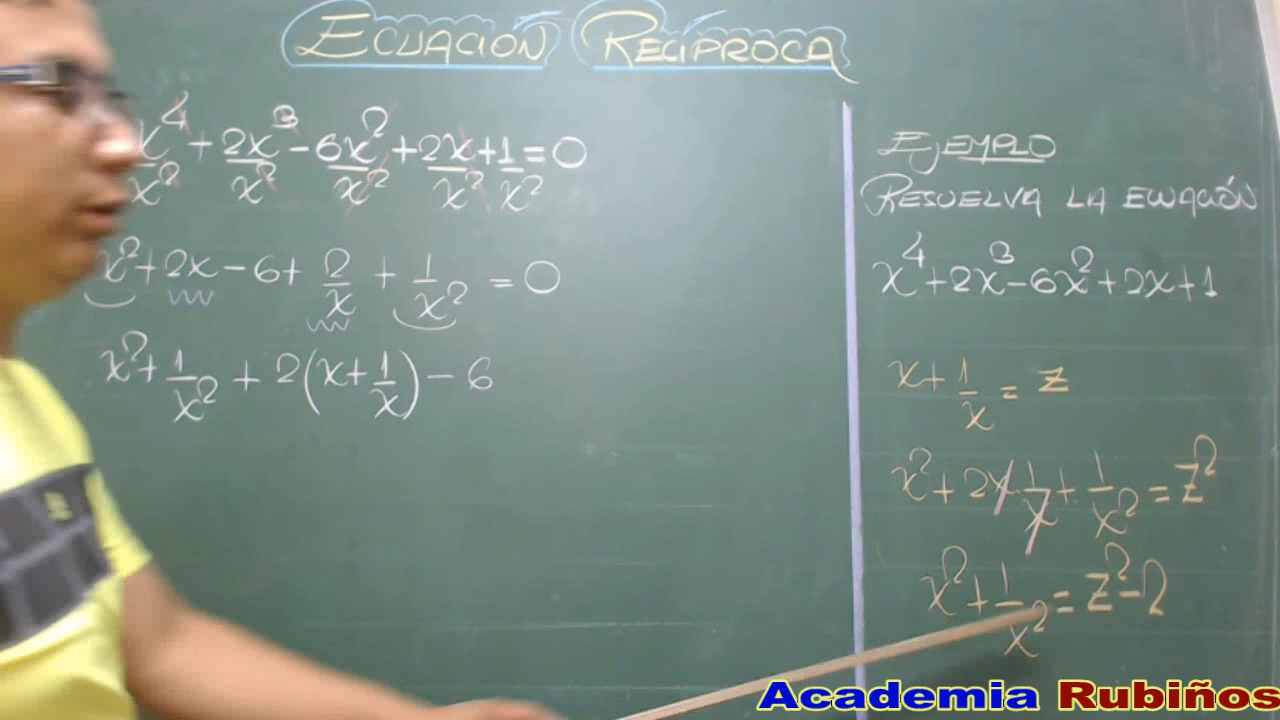 ECUACIÓN RECÍPROCA
x⁴/x² + 2x³/x² - 6x²/x² + 2x/x² + 1/x² = 0
x² + 2x - 6 + 2/x + 1/x² = 0
x² + 1/x² + 2(x + 1/x) - 6
EJEMPLO
RESUELVA LA ECUACIÓN
x⁴ + 2x³ - 6x² + 2x + 1
x + 1/x = z
x² + 2x · 1/x + 1/x² = z²
x² + 1/x² = z² - 2
Academia Rubiños